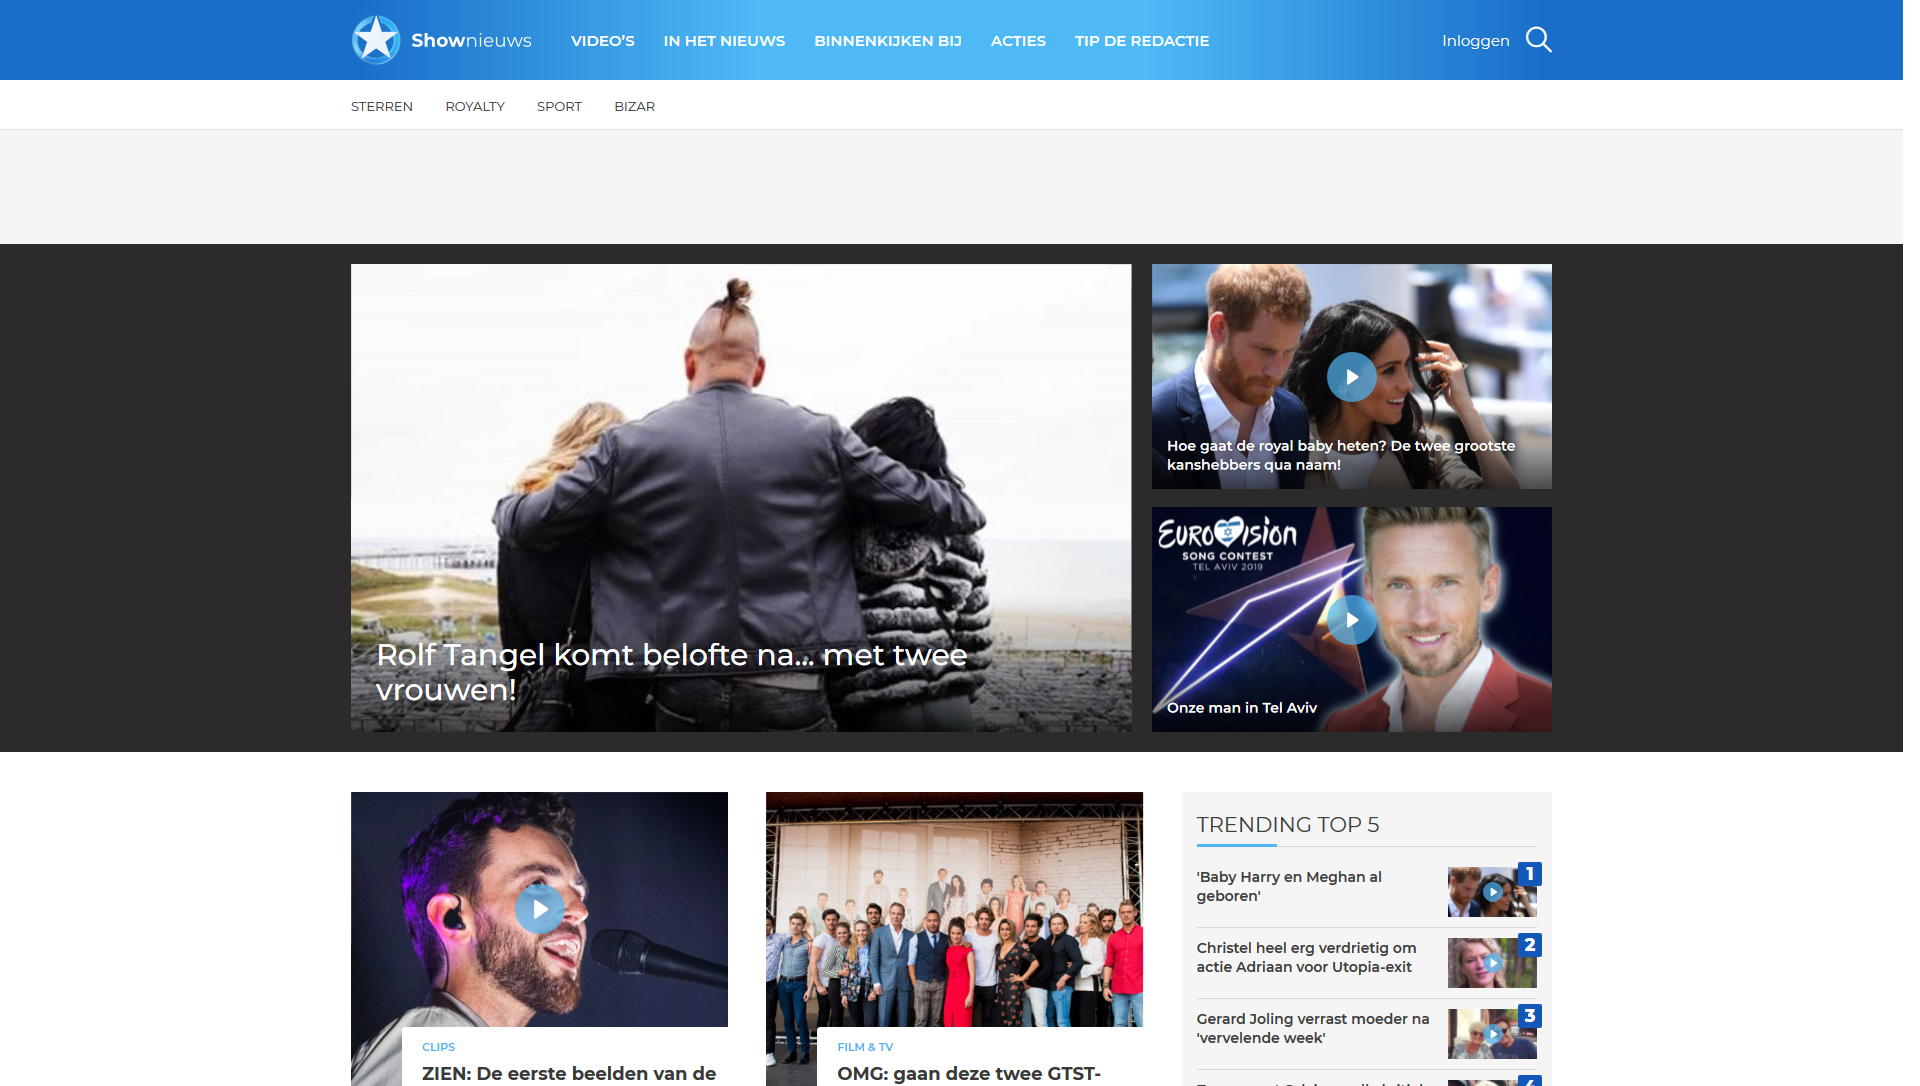 Shownieuws
VIDEO'S
IN HET NIEUWS
BINNENKIJKEN BIJ
ACTIES
TIP DE REDACTIE
Inloggen
STERREN
ROYALTY
SPORT
BIZAR
Rolf Tangel komt belofte na... met twee
vrouwen!
Hoe gaat de royal baby heten? De twee grootste
kanshebbers qua naam!
EUROVISION
SONG CONTEST
TEL AVIV 2019
Onze man in Tel Aviv
CLIPS
ZIEN: De eerste beelden van de
FILM & TV
OMG: gaan deze twee GTST-
TRENDING TOP 5
'Baby Harry en Meghan al
geboren'
1
Christel heel erg verdrietig om
actie Adriaan voor Utopia-exit
2
Gerard Joling verrast moeder na
'vervelende week'
3